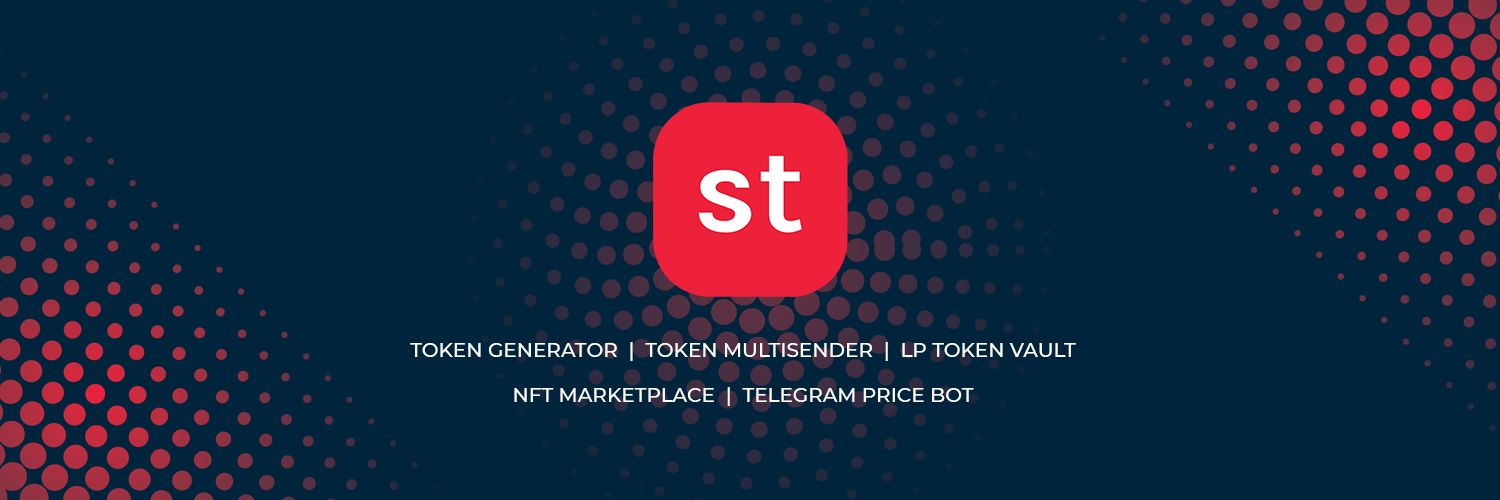 st
TOKEN GENERATOR | TOKEN MULTISENDER | LP TOKEN VAULT
NFT MARKETPLACE | TELEGRAM PRICE BOT